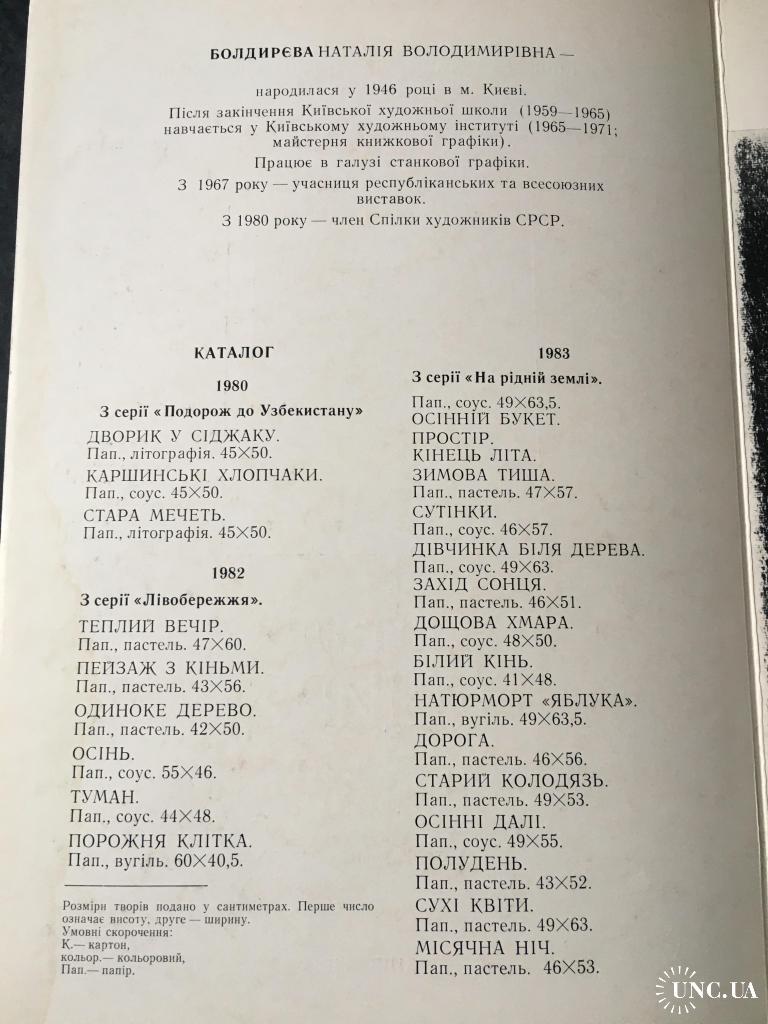 БОЛДИРЄВА НАТАЛІЯ ВОЛОДИМИРІВНА —
народилася у 1946 році в м. Києві.
Після закінчення Київської художньої школи (1959—1965)
навчається у Київському художньому інституті (1965—1971;
майстерня книжкової графіки).
Працює в галузі станкової графіки.
З 1967 року — учасниця республіканських та всесоюзних
виставок.
З 1980 року — член Спілки художників СРСР.
КАТАЛОГ
1980
З серії «Подорож до Узбекистану»
ДВОРИК У СІДЖАКУ.
Пап., літографія. 45×50.
КАРШИНСЬКІ ХЛОПЧАКИ.
Пап., соус. 45×50.
СТАРА МЕЧЕТЬ.
Пап., літографія. 45×50.
1982
З серії «Лівобережжя».
ТЕПЛИЙ ВЕЧІР.
Пап., пастель. 47×60.
ПЕЙЗАЖ З КІНЬМИ.
Пап., пастель. 43×56.
ОДИНОКЕ ДЕРЕВО.
Пап., пастель. 42×50.
ОСІНЬ.
Пап., соус. 55×46.
ТУМАН.
Пап., соус. 44×48.
ПОРОЖНЯ КЛІТКА.
Пап., вугіль. 60×40,5.
Розміри творів подано у сантиметрах. Перше число
означає висоту, друге — ширину.
Умовні скорочення:
К.— картон,
кольор.— кольоровий,
Пап.— папір.
1983
З серії «На рідній землі».
Пап., соус. 49×63,5.
ОСІННІЙ БУКЕТ.
ПРОСТІР.
КІНЕЦЬ ЛІТА.
ЗИМОВА ТИША.
Пап., пастель. 47×57.
СУТІНКИ.
Пап., соус. 46×57.
ДІВЧИНКА БІЛЯ ДЕРЕВА.
Пап., соус. 49×63.
ЗАХІД СОНЦЯ.
Пап., пастель. 46×51.
ДОЩОВА ХМАРА.
Пап., соус. 48×50.
БІЛИЙ КІНЬ.
Пап., соус. 41×48.
НАТЮРМОРТ «ЯБЛУКА».
Пап., вугіль. 49×63,5.
ДОРОГА.
Пап., пастель. 46×56.
СТАРИЙ КОЛОДЯЗЬ.
Пап., пастель. 49×53.
ОСІННІ ДАЛІ.
Пап., соус. 49×55.
ПОЛУДЕНЬ.
Пап., пастель. 43×52.
СУХІ КВІТИ.
Пап., пастель. 49×63.
МІСЯЧНА НІЧ.
Пап., пастель. 46×53.
UNC.UA